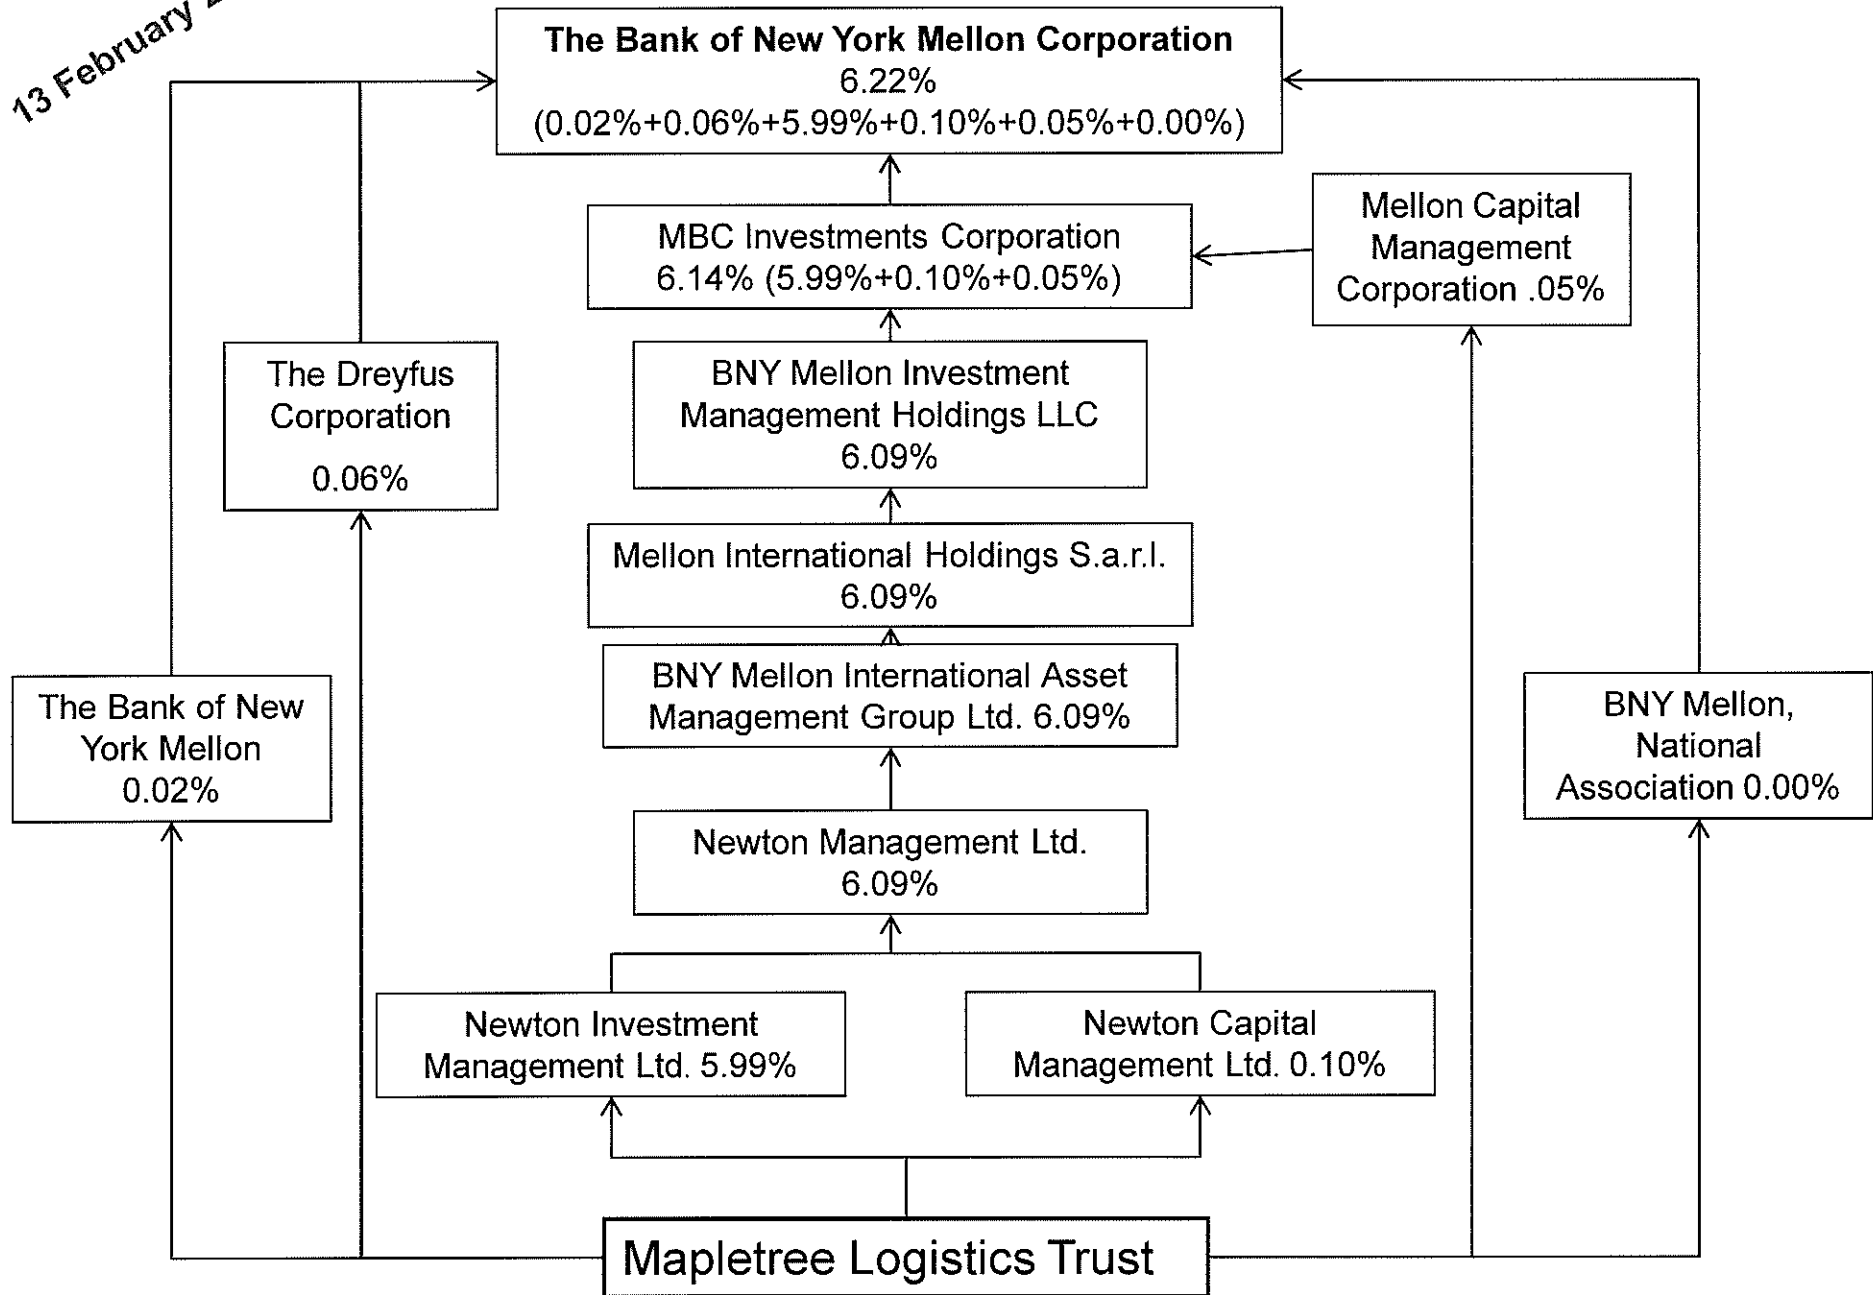 13 February
The Bank of New York Mellon Corporation
6.22%
(0.02%+0.06%+5.99%+0.10%+0.05%+0.00%)
MBC Investments Corporation
6.14% (5.99%+0.10%+0.05%)
Mellon Capital
Management
Corporation .05%
The Dreyfus
Corporation
0.06%
BNY Mellon Investment
Management Holdings LLC
6.09%
Mellon International Holdings S.a.r.l.
6.09%
BNY Mellon International Asset
Management Group Ltd. 6.09%
The Bank of New
York Mellon
0.02%
BNY Mellon,
National
Association 0.00%
Newton Management Ltd.
6.09%
Newton Investment
Management Ltd. 5.99%
Newton Capital
Management Ltd. 0.10%
Mapletree Logistics Trust